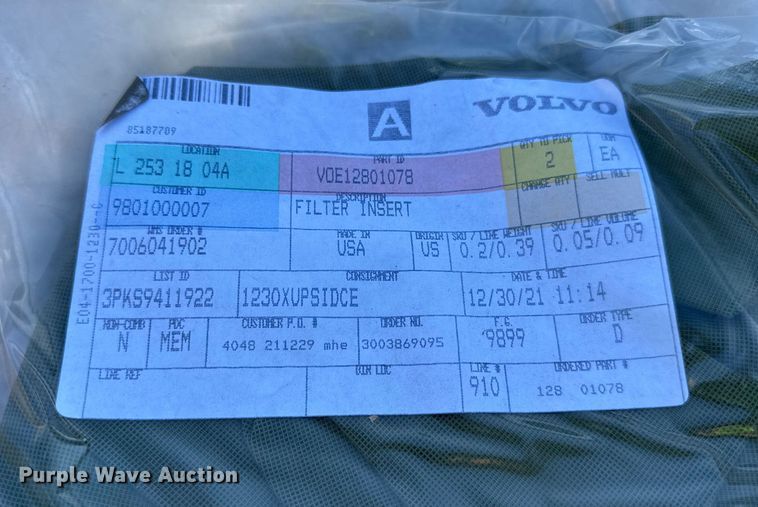 85187709
A
VOLVO
LOCATION PART ID QTY TO PICK UOM
L 253 18 04A VOE12801078 2 EA
CUSTOMER ID DESCRIPTION CHANGE QTY SELL MULT
9801000007 FILTER INSERT
WMS ORDER # MADE IN ORIGIN SKU / LINE WEIGHT SKU / LINE VOLUME
7006041902 USA US 0.2/0.39 0.05/0.09
LIST ID CONSIGNMENT DATE & TIME
3PKS9411922 1230XUPSIDCE 12/30/21 11:14
NON-COMB PDC CUSTOMER P.O. # ORDER NO. F.G. ORDER TYPE
N MEM 4048 211229 mhe 3003869095 9899 D
LINE REF DIM LOC LINE # ORDERED PART #
910 128 01078
E04-1700-1230--C
Purple Wave Auction